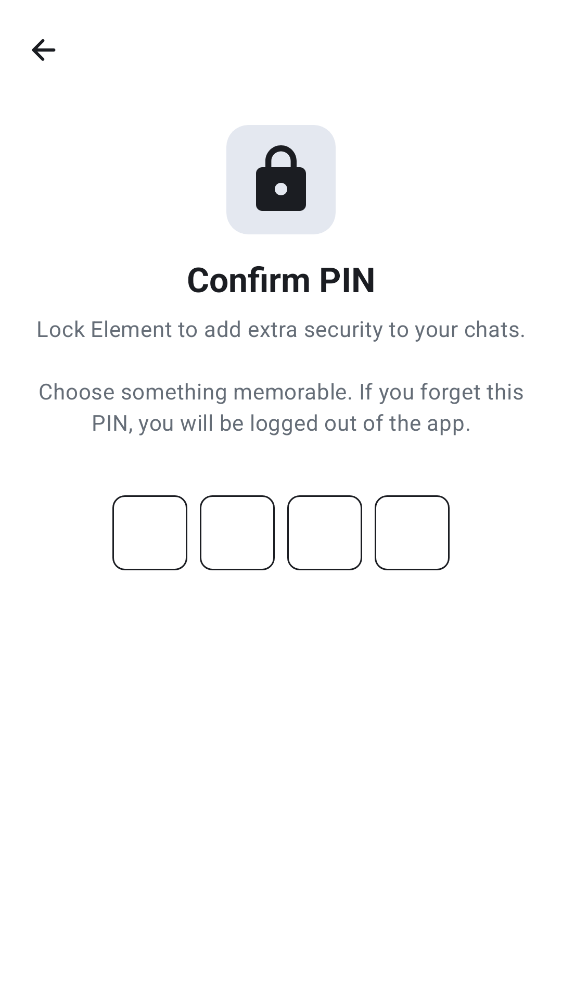 Confirm PIN
Lock Element to add extra security to your chats.
Choose something memorable. If you forget this
PIN, you will be logged out of the app.